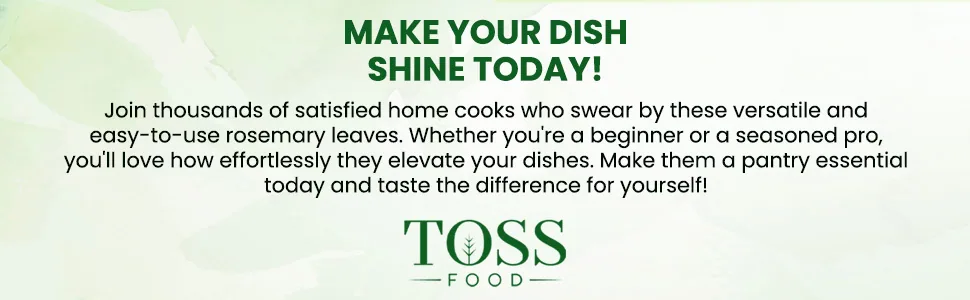 MAKE YOUR DISH
SHINE TODAY!
Join thousands of satisfied home cooks who swear by these versatile and
easy-to-use rosemary leaves. Whether you're a beginner or a seasoned pro,
you'll love how effortlessly they elevate your dishes. Make them a pantry essential
today and taste the difference for yourself!
TOSS
FOOD